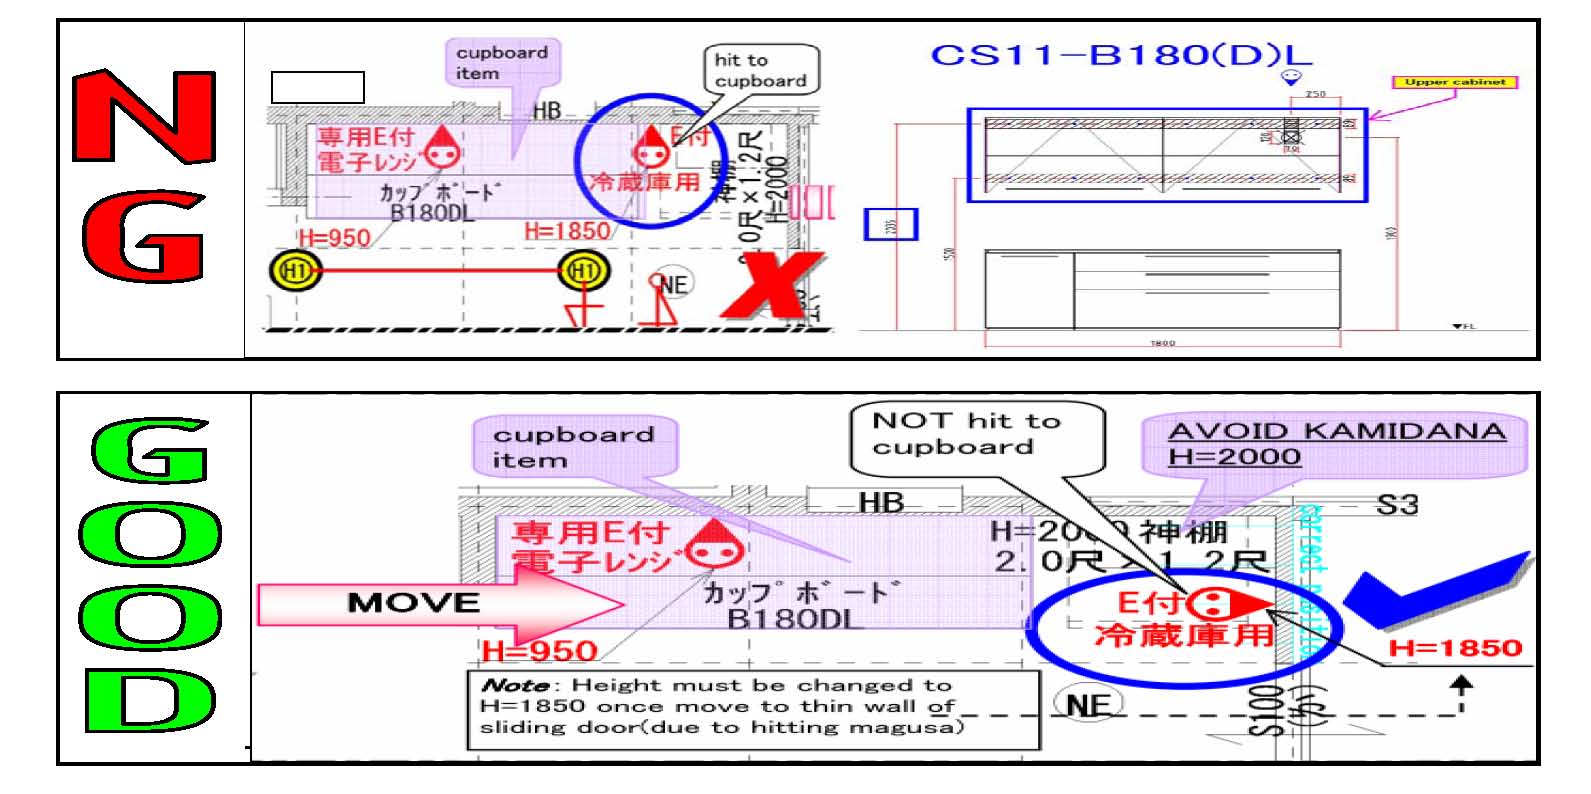 NG
cupboard
item
hit to
cupboard
HB
専用E付
電子レンジ
E付
冷蔵庫用
カップボード
B180DL
H=950
H=1850
神棚
0尺×1.2尺
H=2000
H1
H1
NE
X
CS11-B180(D)L
Upper cabinet
250
1800
▼FL
GOOD
cupboard
item
NOT hit to
cupboard
AVOID KAMIDANA
H=2000
HB
S3
専用E付
電子レンジ
H=2000 神棚
2.0尺×1.2尺
カップボード
B180DL
MOVE
E付
冷蔵庫用
H=950
H=1850
Note: Height must be changed to
H=1850 once move to thin wall of
sliding door(due to hitting magusa)
NE
S100